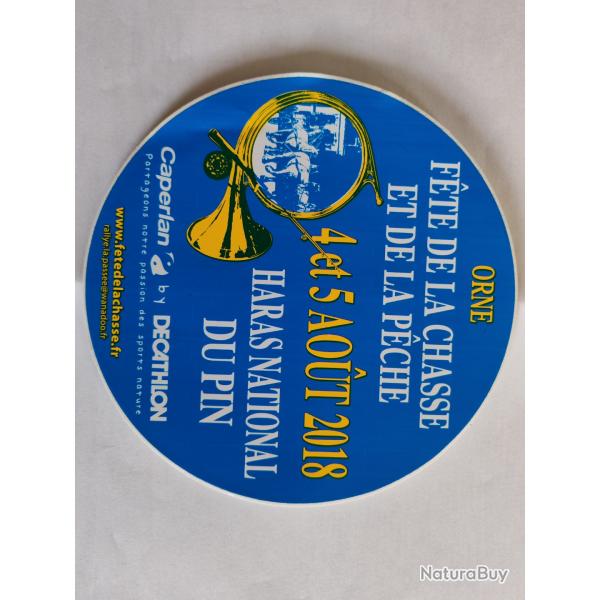 ORNE
FÊTE DE LA CHASSE
ET DE LA PÊCHE
4 et 5 AOÛT 2018
HARAS NATIONAL
DU PIN
Caperlan by DECATHLON
Partageons notre passion des sports nature
www.fetedelachasse.fr
rallye.la.passee@wanadoo.fr
NaturaBuy